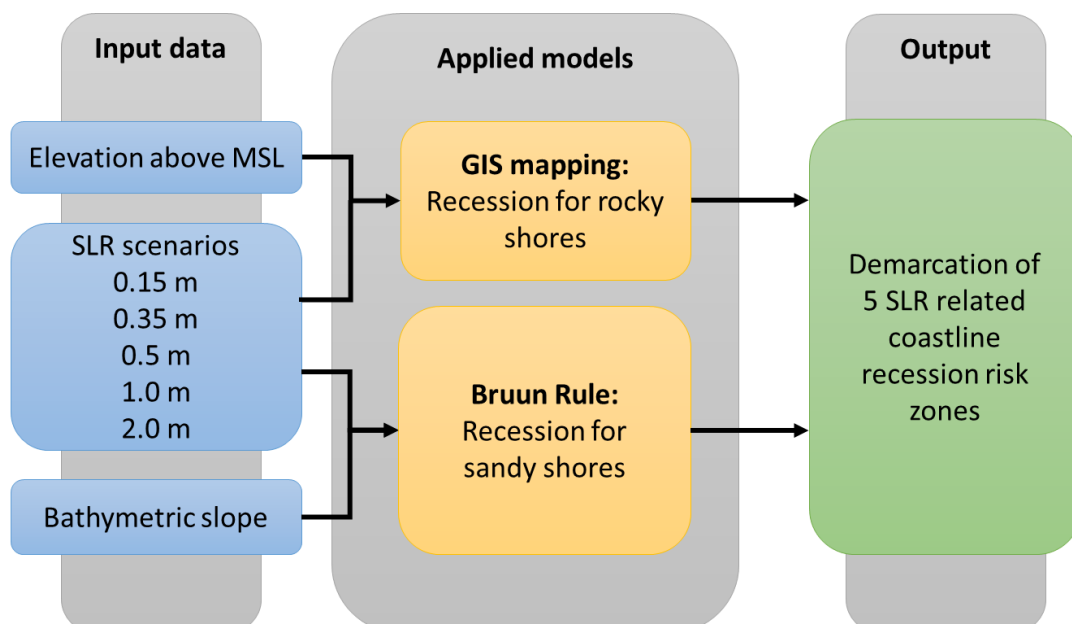 Input data
Elevation above MSL
SLR scenarios
0.15 m
0.35 m
0.5 m
1.0 m
2.0 m
Bathymetric slope
Applied models
GIS mapping:
Recession for rocky
shores
Bruun Rule:
Recession for
sandy shores
Output
Demarcation of
5 SLR related
coastline
recession risk
zones